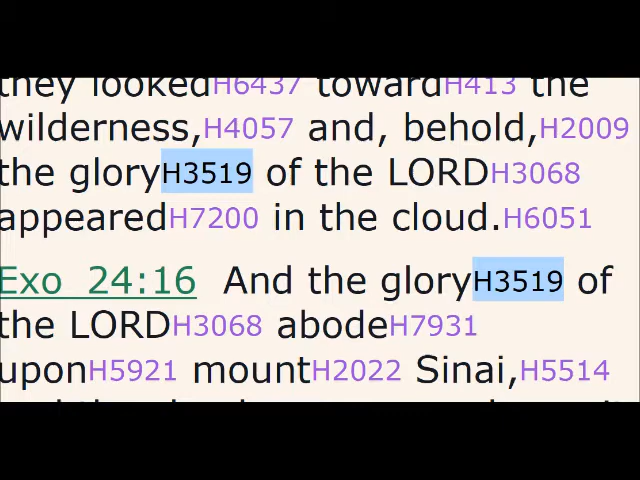 they lookedH6437 towardH413 the
wilderness,H4057 and, behold,H2009
the gloryH3519 of the LORDH3068
appearedH7200 in the cloud.H6051
Exo 24:16 And the gloryH3519 of
the LORDH3068 abodeH7931
uponH5921 mountH2022 Sinai,H5514